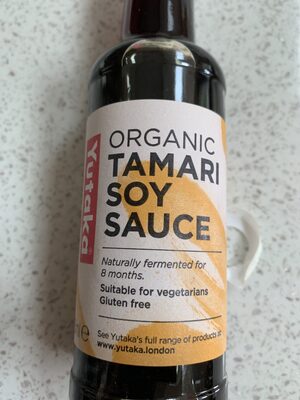 Yutaka
ORGANIC
TAMARI
SOY
SAUCE
Naturally fermented for
8 months.
Suitable for vegetarians
Gluten free
e
See Yutaka's full range of products at
www.yutaka.london